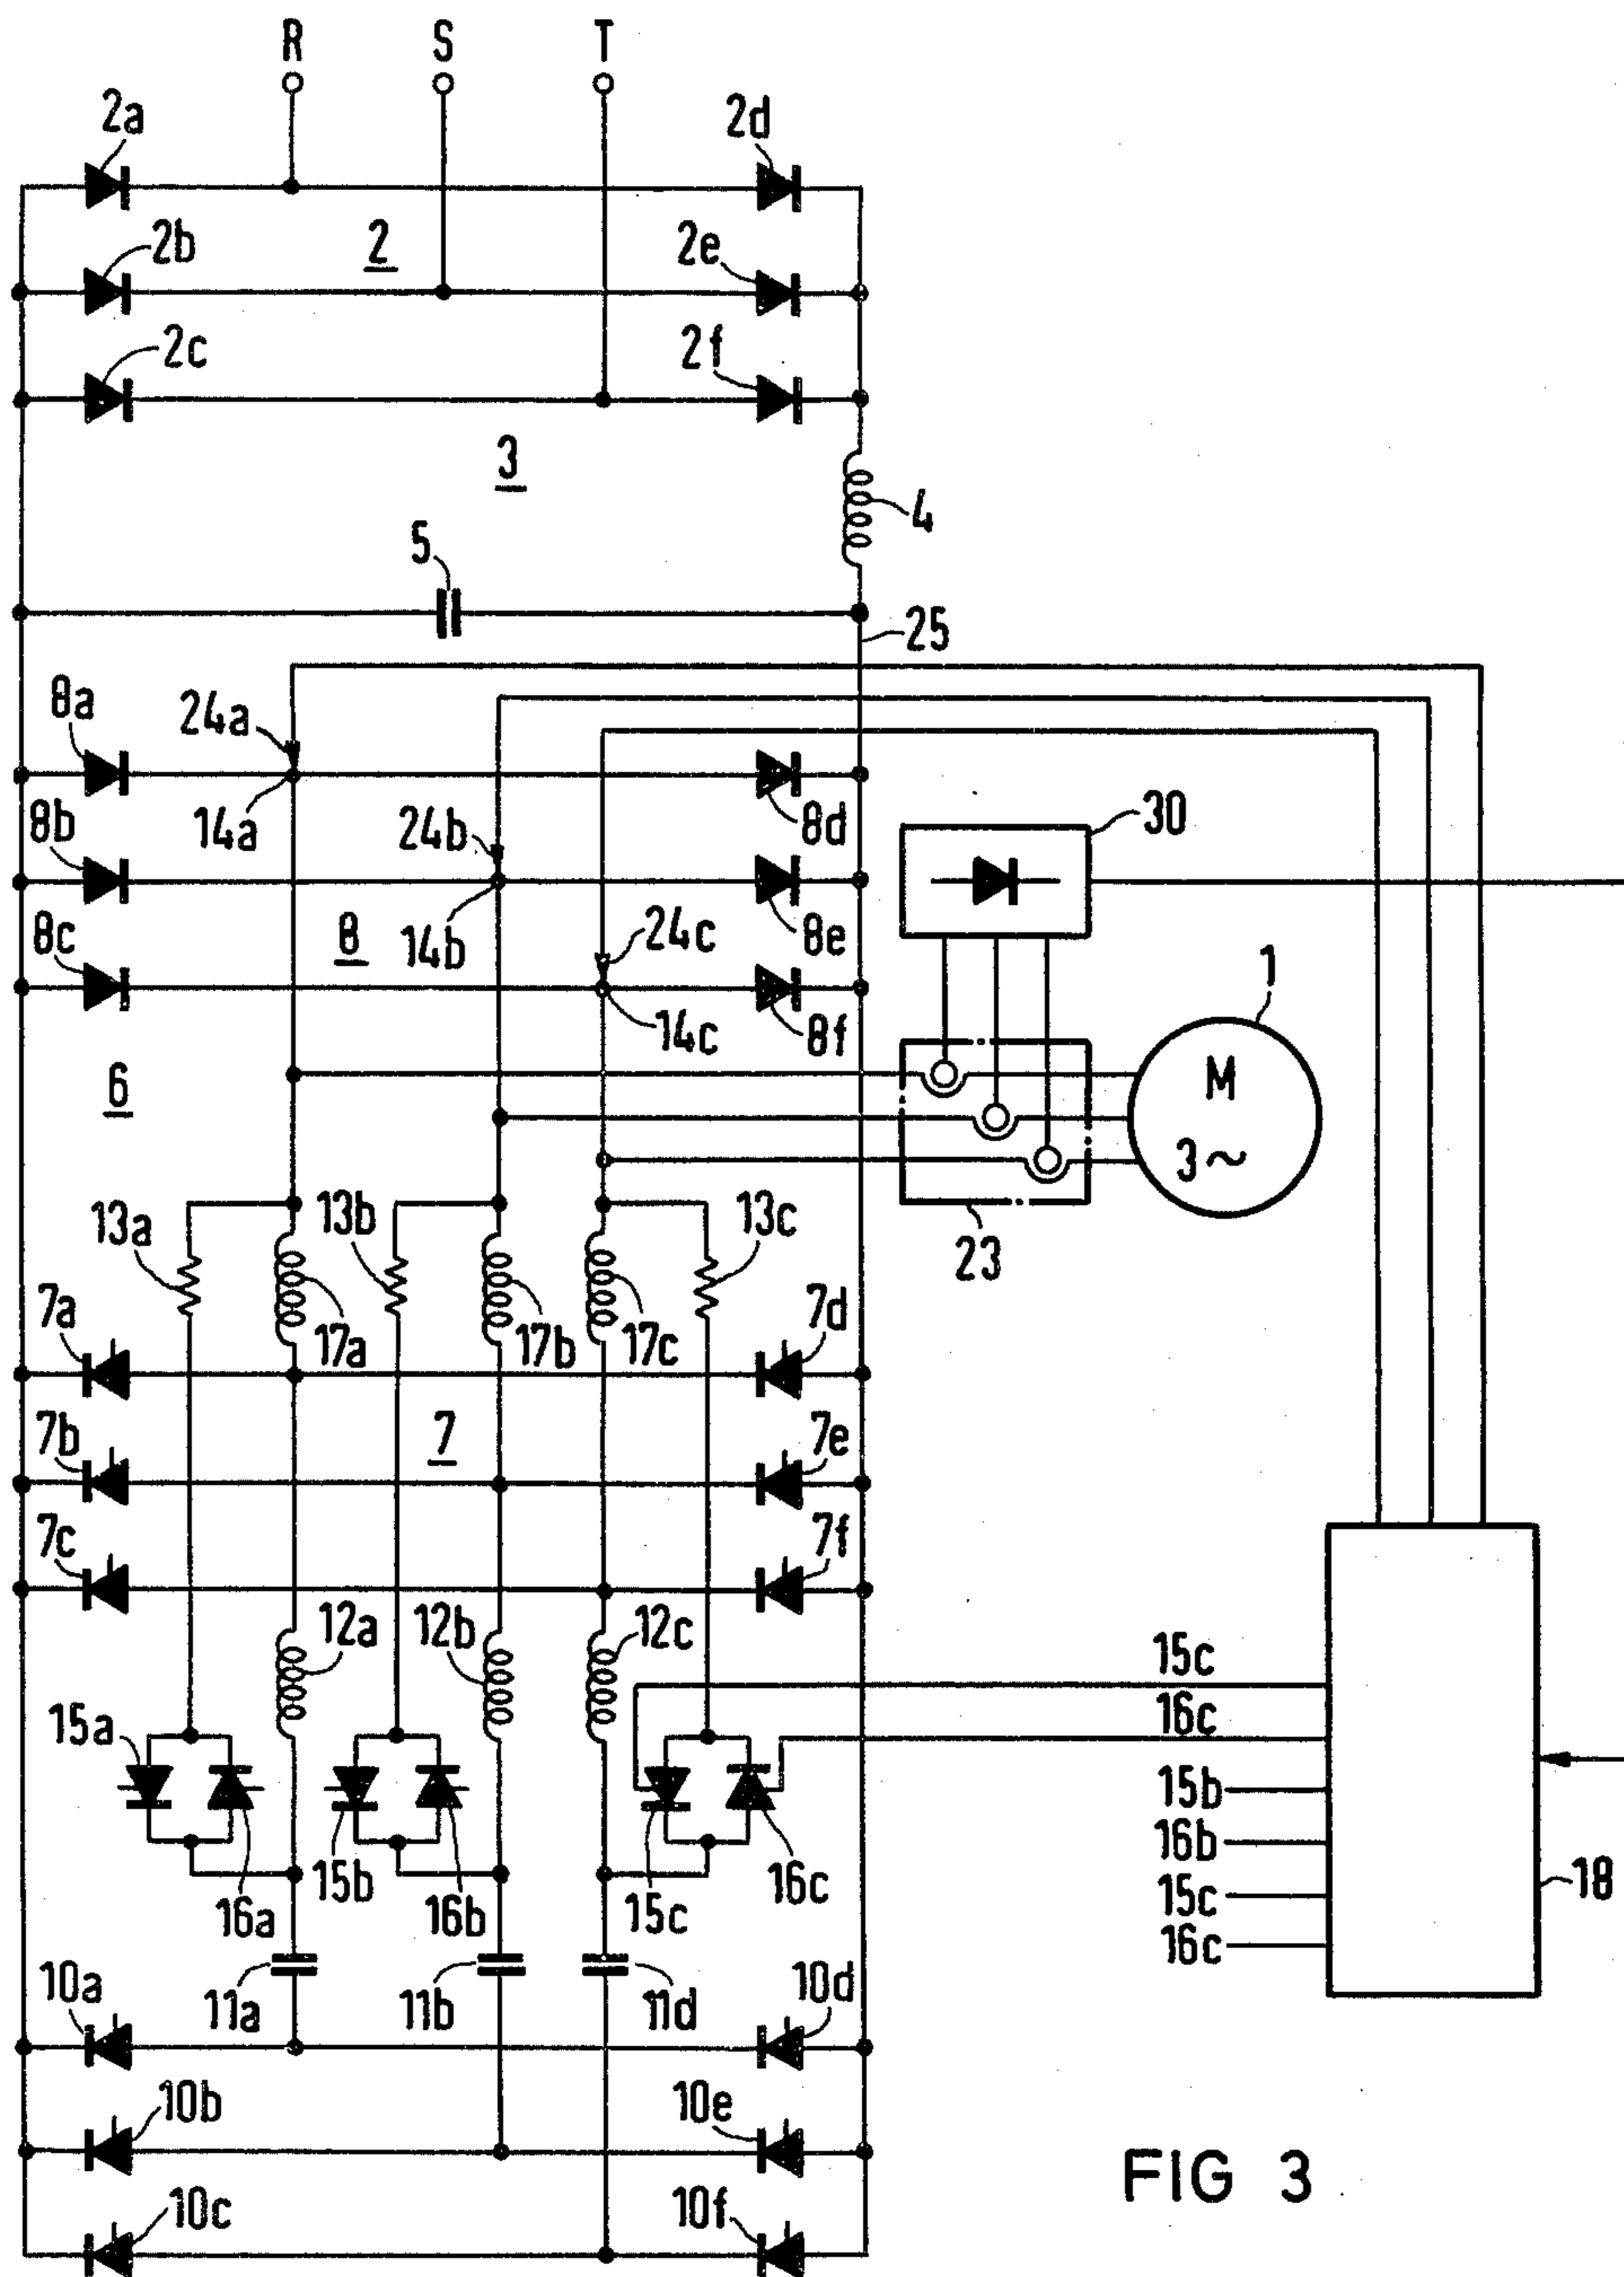 R S T
2a 2d
2b 2 2e
2c 2f
3
4
5
25
8a 24a
14a 8d 30
8b 24b
8c 8 14b 24c 8e
14c 8f 1
6 M
3~
13a 13b 13c 23
7a 17a 17b 17c 7d
7b 7 7e
7c 7f
12a 12b 12c 15c
16c
15a 15b
16b
15b 15c 16c 15c 18
16a 16b 16c
10a 11a 11b 11d 10d
10b 10e
FIG 3
10c 10f